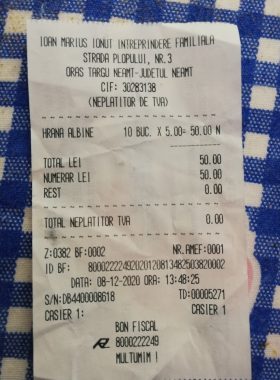 IOAN MARIUS IONUT INTREPRINDERE FAMILIALA
STRADA PLOPULUI, NR.3
ORAS TARGU NEAMT-JUDETUL NEAMT
CIF: 30283138
(NEPLATITOR DE TVA)
HRANA ALBINE 10 BUC. X 5.00= 50.00 N
TOTAL LEI 50.00
NUMERAR LEI 50.00
REST 0.00
TOTAL NEPLATITOR TVA 0.00
Z:0382 BF:0002 NR.AMEF:0001
ID BF: 80002222492020120813482503820002
DATA: 08-12-2020 ORA: 13:48:25
S/N:DB4400008618 TD:00005271
CASIER 1: CASIER 1
BON FISCAL
8000222249
MULTUMIM !